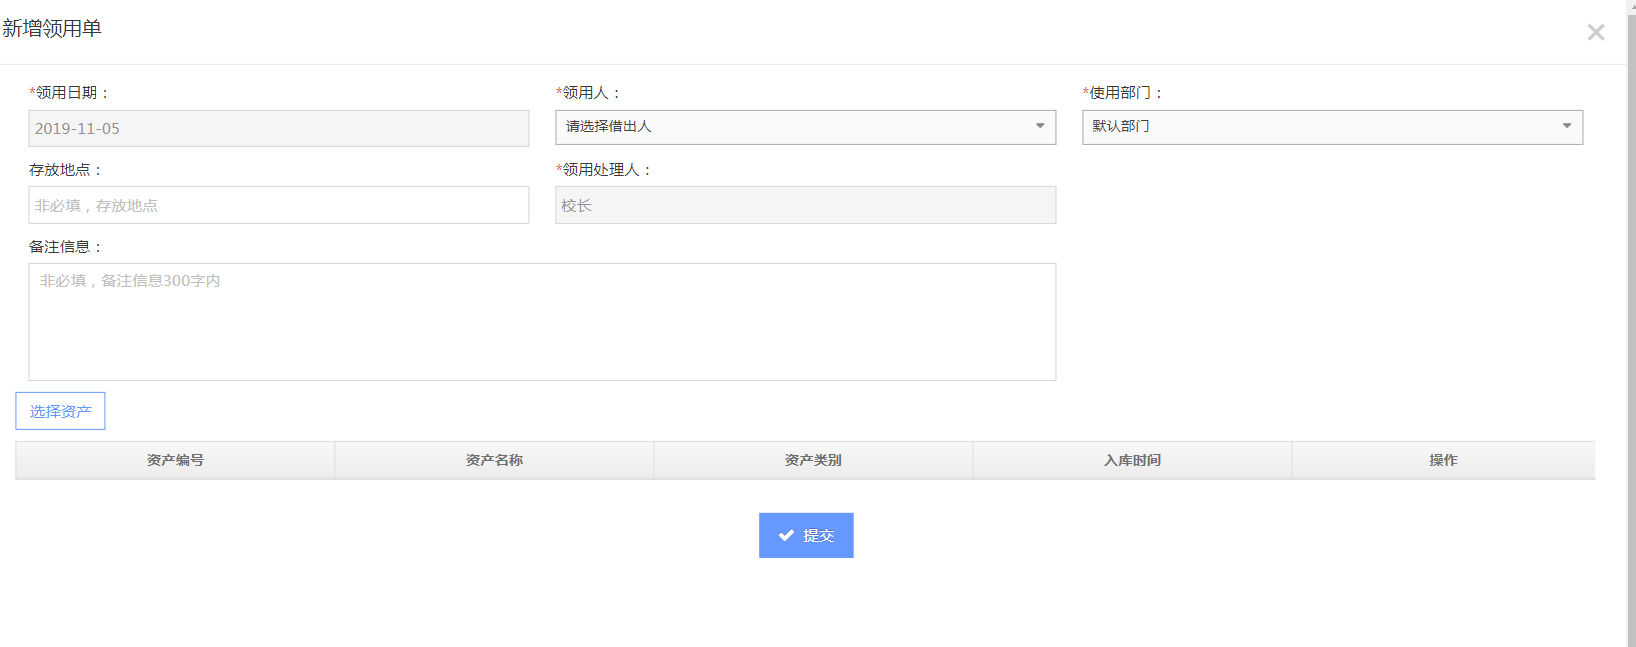 新增领用单
*领用日期：
*领用人：
*使用部门：
2019-11-05
请选择借出人
默认部门
存放地点：
*领用处理人：
非必填，存放地点
校长
备注信息：
非必填，备注信息300字内
选择资产
资产编号 资产名称 资产类别 入库时间 操作
提交